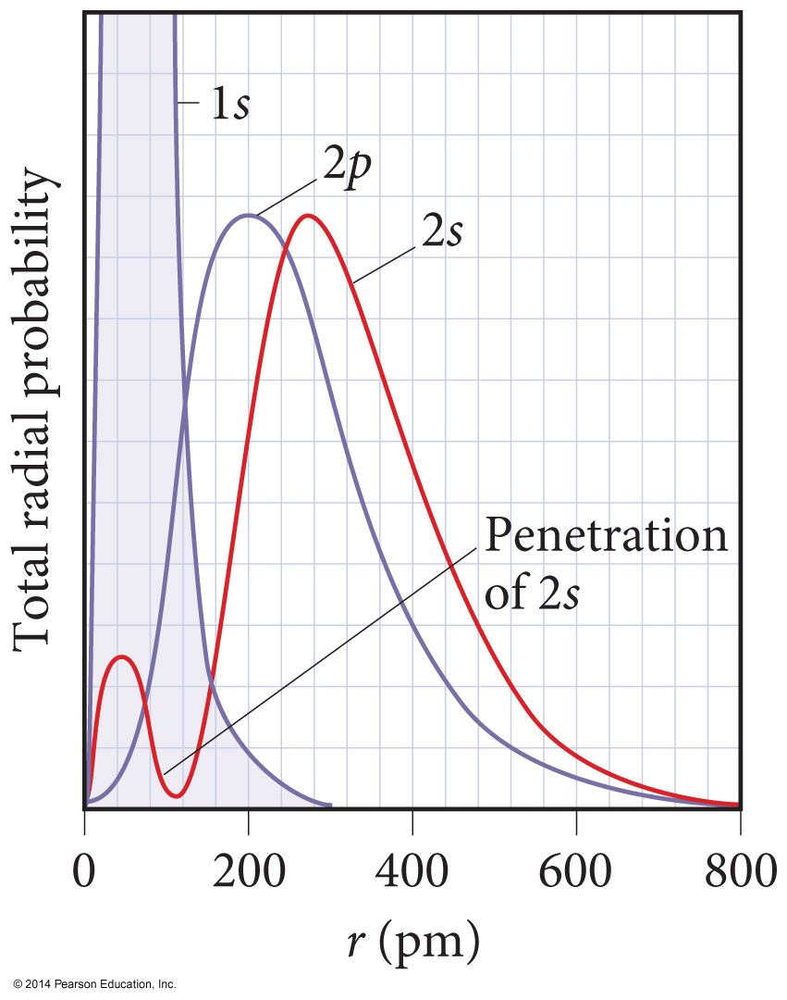 1s
2p
2s
Total radial probability
Penetration
of 2s
0 200 400 600 800
r (pm)
© 2014 Pearson Education, Inc.